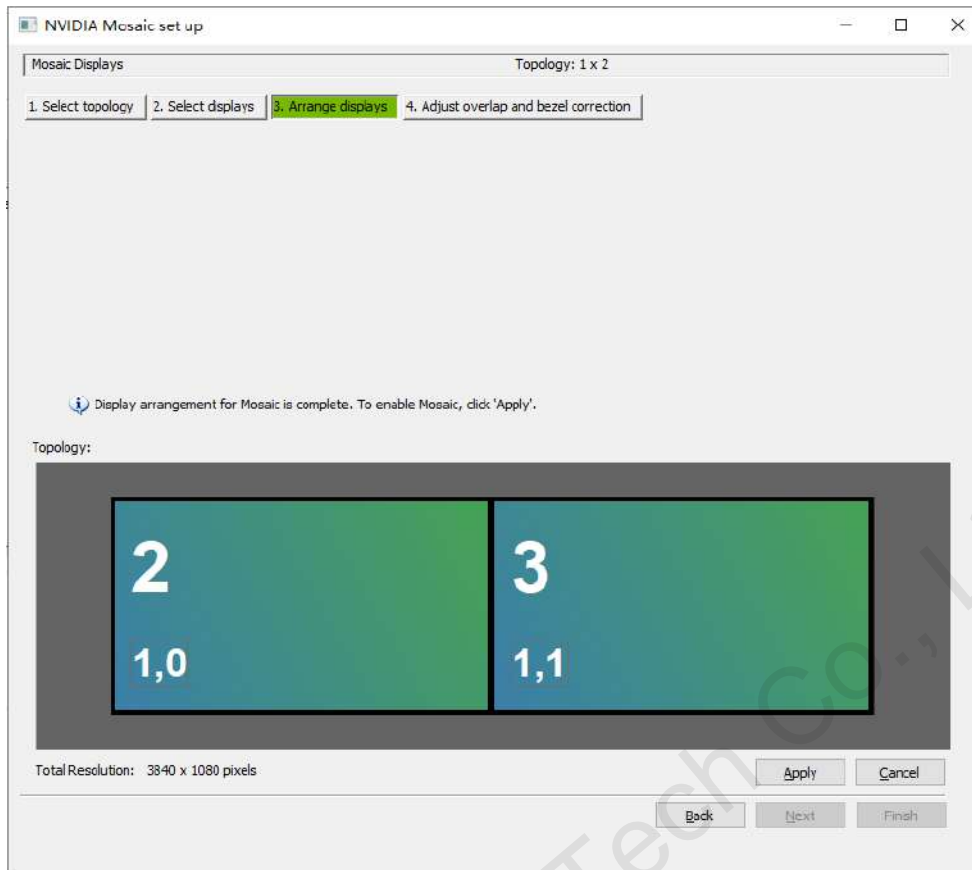 NVIDIA Mosaic set up
Mosaic Displays Topology: 1 x 2
1. Select topology 2. Select displays 3. Arrange displays 4. Adjust overlap and bezel correction
Display arrangement for Mosaic is complete. To enable Mosaic, click 'Apply'.
Topology:
2 3
1,0 1,1
Total Resolution: 3840 x 1080 pixels
Apply Cancel
Back Next Finish
Tech Co.,